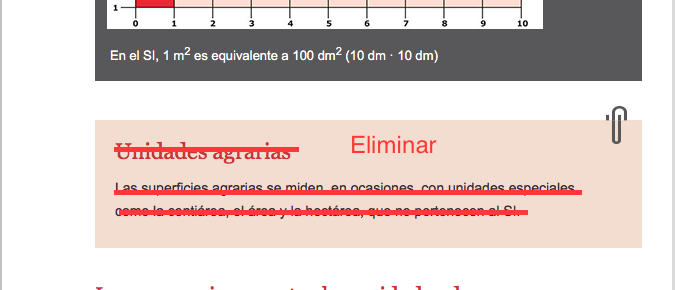 1
0 1 2 3 4 5 6 7 8 9 10
En el SI, 1 m² es equivalente a 100 dm² (10 dm · 10 dm)
Unidades agrarias
Eliminar
Las superficies agrarias se miden, en ocasiones, con unidades especiales
como la centiárea, el área y la hectárea, que no pertenecen al SI.